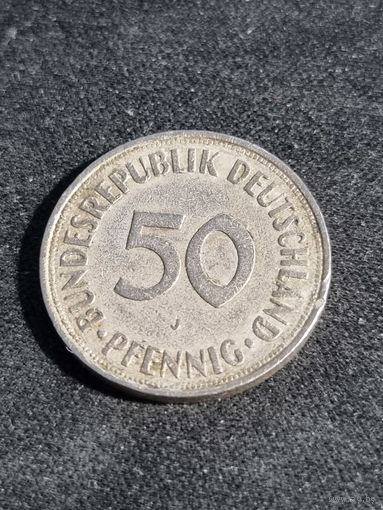 BUNDESREPUBLIK DEUTSCHLAND
50
J
· PFENNIG ·